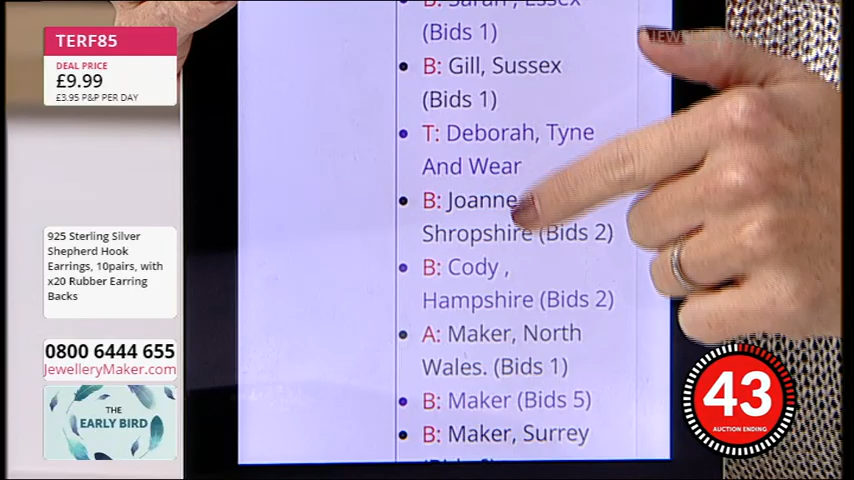 TERF85
DEAL PRICE
£9.99
£3.95 P&P PER DAY
925 Sterling Silver
Shepherd Hook
Earrings, 10pairs, with
x20 Rubber Earring
Backs
0800 6444 655
JewelleryMaker.com
THE
EARLY BIRD
B: Sarah , Essex
(Bids 1)
B: Gill, Sussex
(Bids 1)
T: Deborah, Tyne
And Wear
B: Joanne
Shropshire (Bids 2)
B: Cody ,
Hampshire (Bids 2)
A: Maker, North
Wales. (Bids 1)
B: Maker (Bids 5)
B: Maker, Surrey
43
AUCTION ENDING